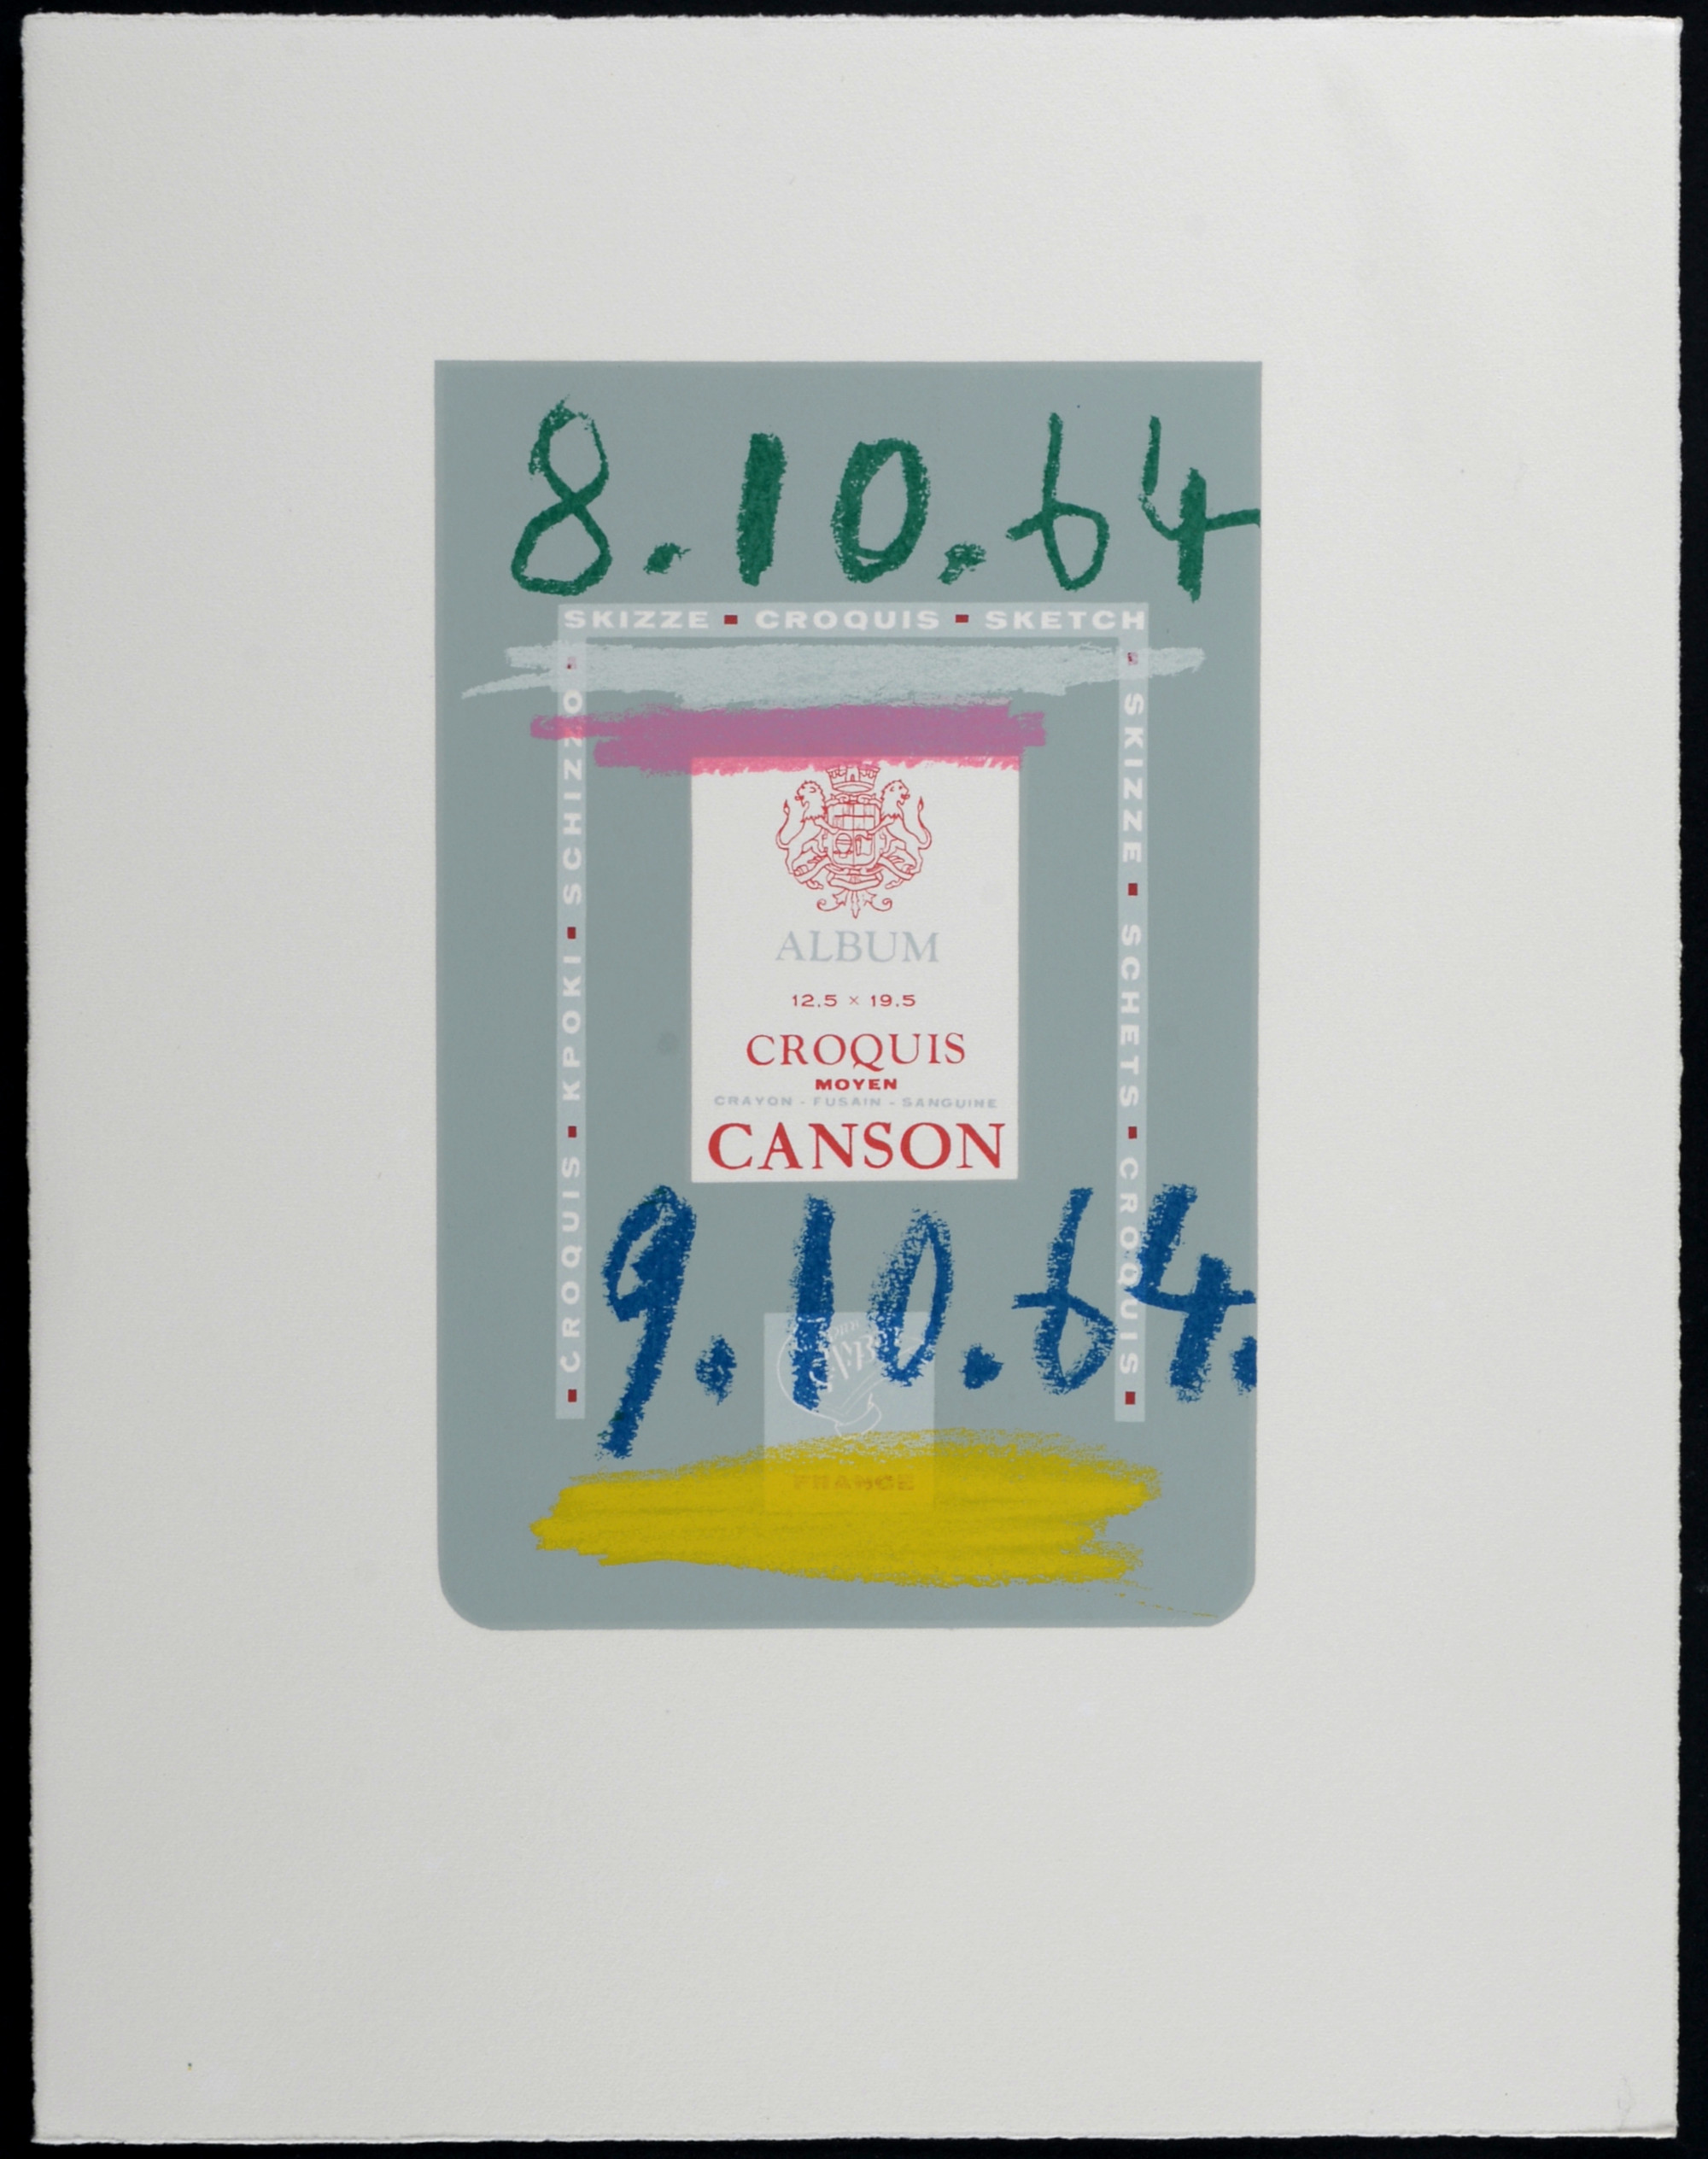 8.10.64
SKIZZE ▪ CROQUIS ▪ SKETCH
▪ CROQUIS ▪ KPOKI ▪ SCHIZZO ▪
▪ SKIZZE ▪ SCHETS ▪ CROQUIS ▪
ALBUM
12.5 × 19.5
CROQUIS
MOYEN
CRAYON - FUSAIN - SANGUINE
CANSON
9.10.64.
FRANCE